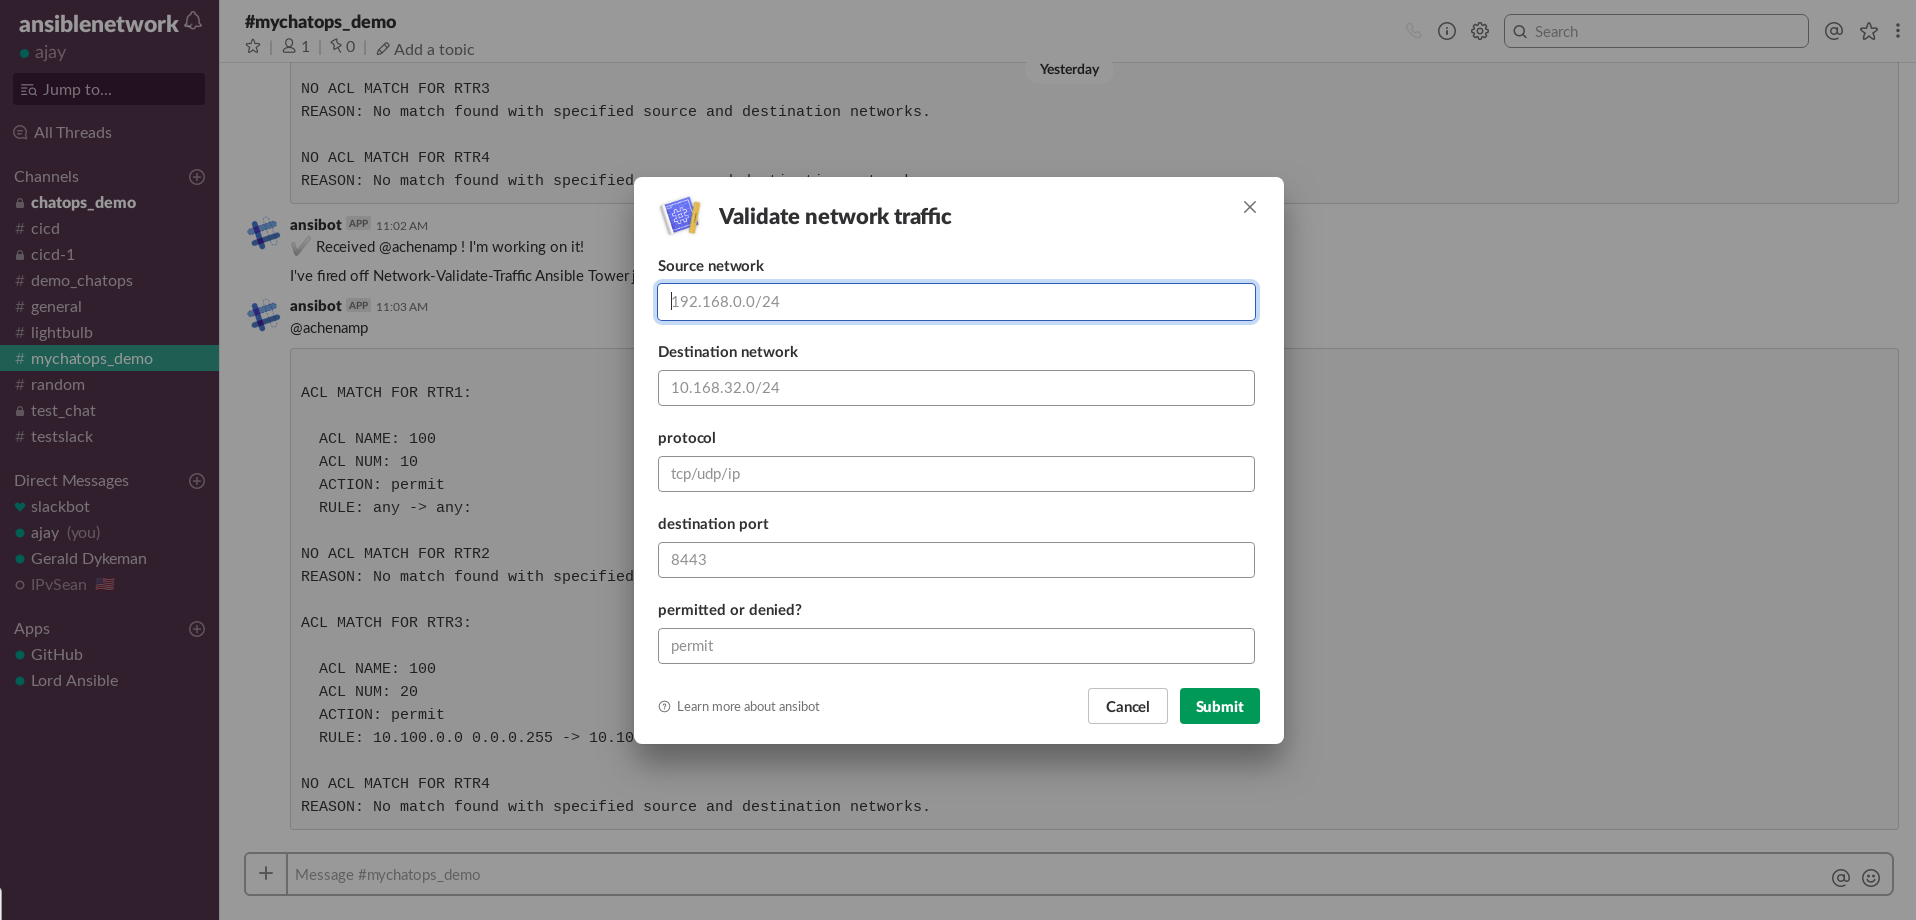 ansiblenetwork
ajay
Jump to...
All Threads
Channels
chatops_demo
# cicd
cicd-1
# demo_chatops
# general
# lightbulb
# mychatops_demo
# random
test_chat
# testslack
Direct Messages
slackbot
ajay (you)
Gerald Dykeman
IPvSean
Apps
GitHub
Lord Ansible
#mychatops_demo
1 | 0 | Add a topic
Search
Yesterday
NO ACL MATCH FOR RTR3
REASON: No match found with specified source and destination networks.
NO ACL MATCH FOR RTR4
REASON: No match found with specified
ansibot APP 11:02 AM
Received @achenamp ! I'm working on it!
I've fired off Network-Validate-Traffic Ansible Tower j
ansibot APP 11:03 AM
@achenamp
ACL MATCH FOR RTR1:
ACL NAME: 100
ACL NUM: 10
ACTION: permit
RULE: any -> any:
NO ACL MATCH FOR RTR2
REASON: No match found with specified
ACL MATCH FOR RTR3:
ACL NAME: 100
ACL NUM: 20
ACTION: permit
RULE: 10.100.0.0 0.0.0.255 -> 10.10
NO ACL MATCH FOR RTR4
REASON: No match found with specified source and destination networks.
Message #mychatops_demo
Validate network traffic
Source network
192.168.0.0/24
Destination network
10.168.32.0/24
protocol
tcp/udp/ip
destination port
8443
permitted or denied?
permit
Learn more about ansibot
Cancel
Submit